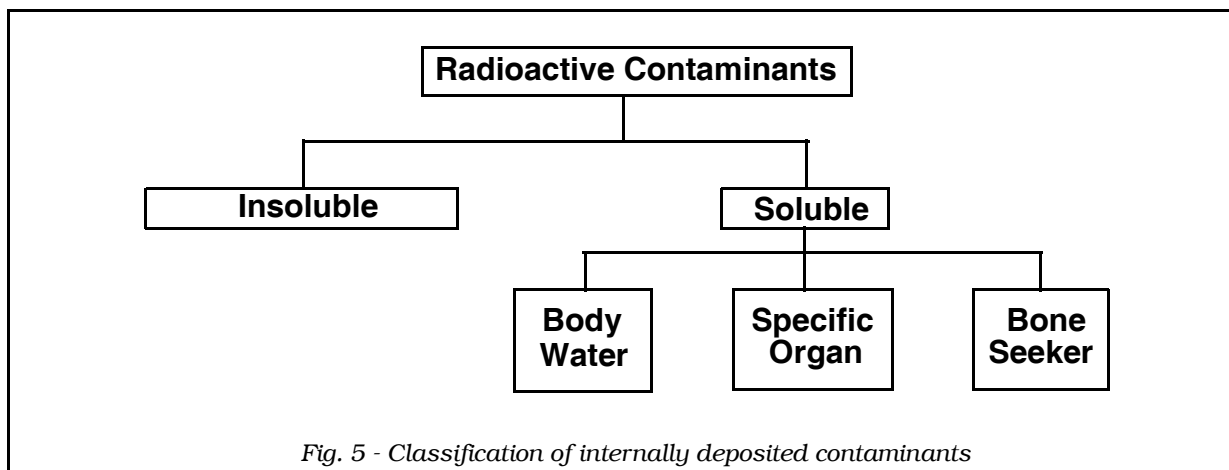 Radioactive Contaminants
Insoluble
Soluble
Body
Water
Specific
Organ
Bone
Seeker
Fig. 5 - Classification of internally deposited contaminants